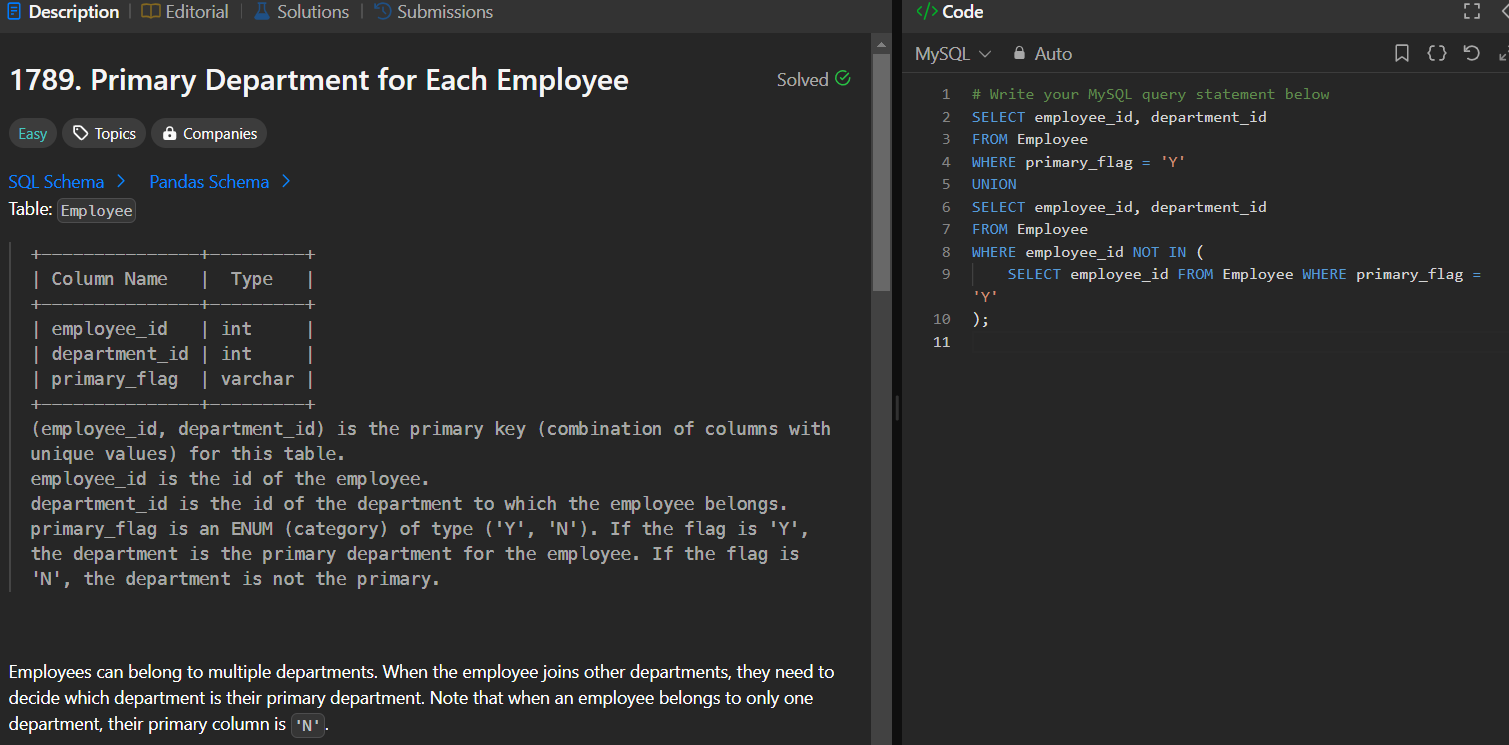 Description | Editorial | Solutions | Submissions
1789. Primary Department for Each Employee
Solved
Easy Topics Companies
SQL Schema > Pandas Schema >
Table: Employee
+---------------+---------+
| Column Name   |  Type   |
+---------------+---------+
| employee_id   | int     |
| department_id | int     |
| primary_flag  | varchar |
+---------------+---------+
(employee_id, department_id) is the primary key (combination of columns with
unique values) for this table.
employee_id is the id of the employee.
department_id is the id of the department to which the employee belongs.
primary_flag is an ENUM (category) of type ('Y', 'N'). If the flag is 'Y',
the department is the primary department for the employee. If the flag is
'N', the department is not the primary.
Employees can belong to multiple departments. When the employee joins other departments, they need to
decide which department is their primary department. Note that when an employee belongs to only one
department, their primary column is 'N'.
</> Code
MySQL Auto
1 # Write your MySQL query statement below
2 SELECT employee_id, department_id
3 FROM Employee
4 WHERE primary_flag = 'Y'
5 UNION
6 SELECT employee_id, department_id
7 FROM Employee
8 WHERE employee_id NOT IN (
9     SELECT employee_id FROM Employee WHERE primary_flag =
'Y'
10 );
11